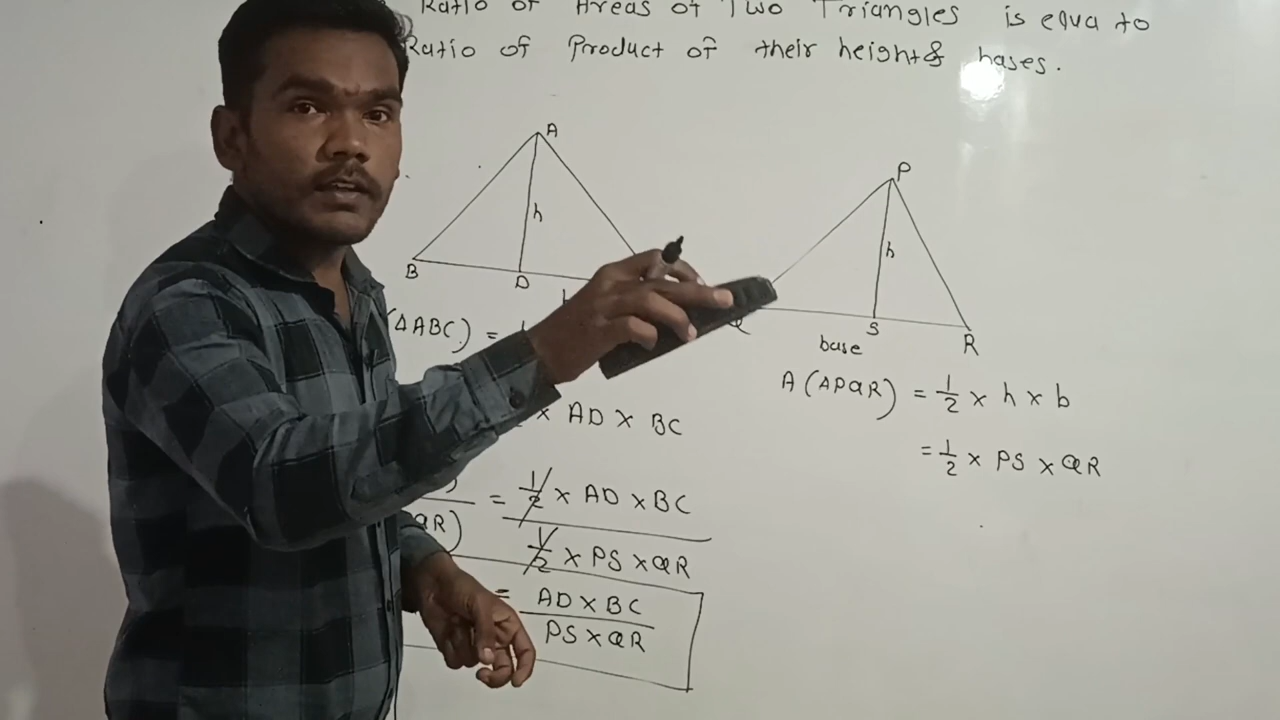 Ratio of Areas of Two Triangles is equa to
Ratio of Product of their height& bases.
A
h
B
D
P
h
Q
S
R
base
(ΔABC) =
A (ΔPQR) = 1/2 × h × b
× AD × BC
= 1/2 × PS × QR
= 1/2 × AD × BC
QR) 1/2 × PS × QR
= AD × BC
PS × QR